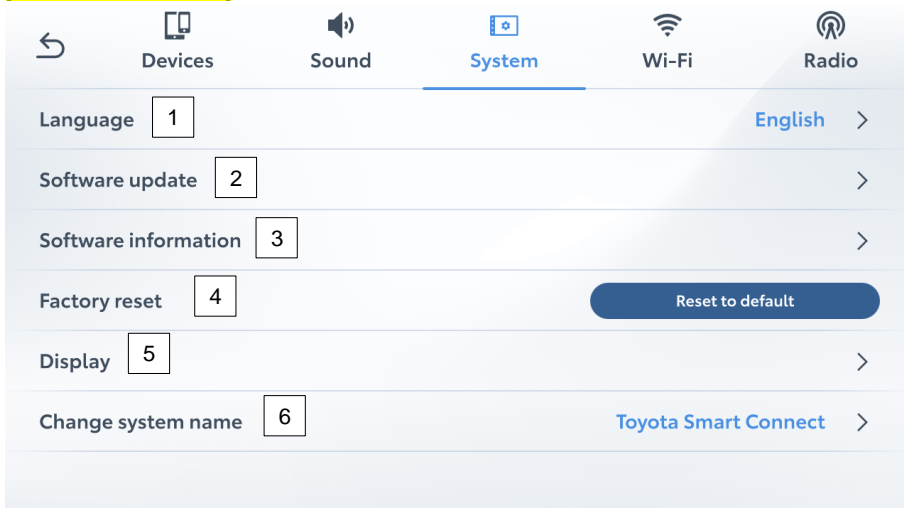 Devices Sound System Wi-Fi Radio
Language 1 English
Software update 2
Software information 3
Factory reset 4 Reset to default
Display 5
Change system name 6 Toyota Smart Connect